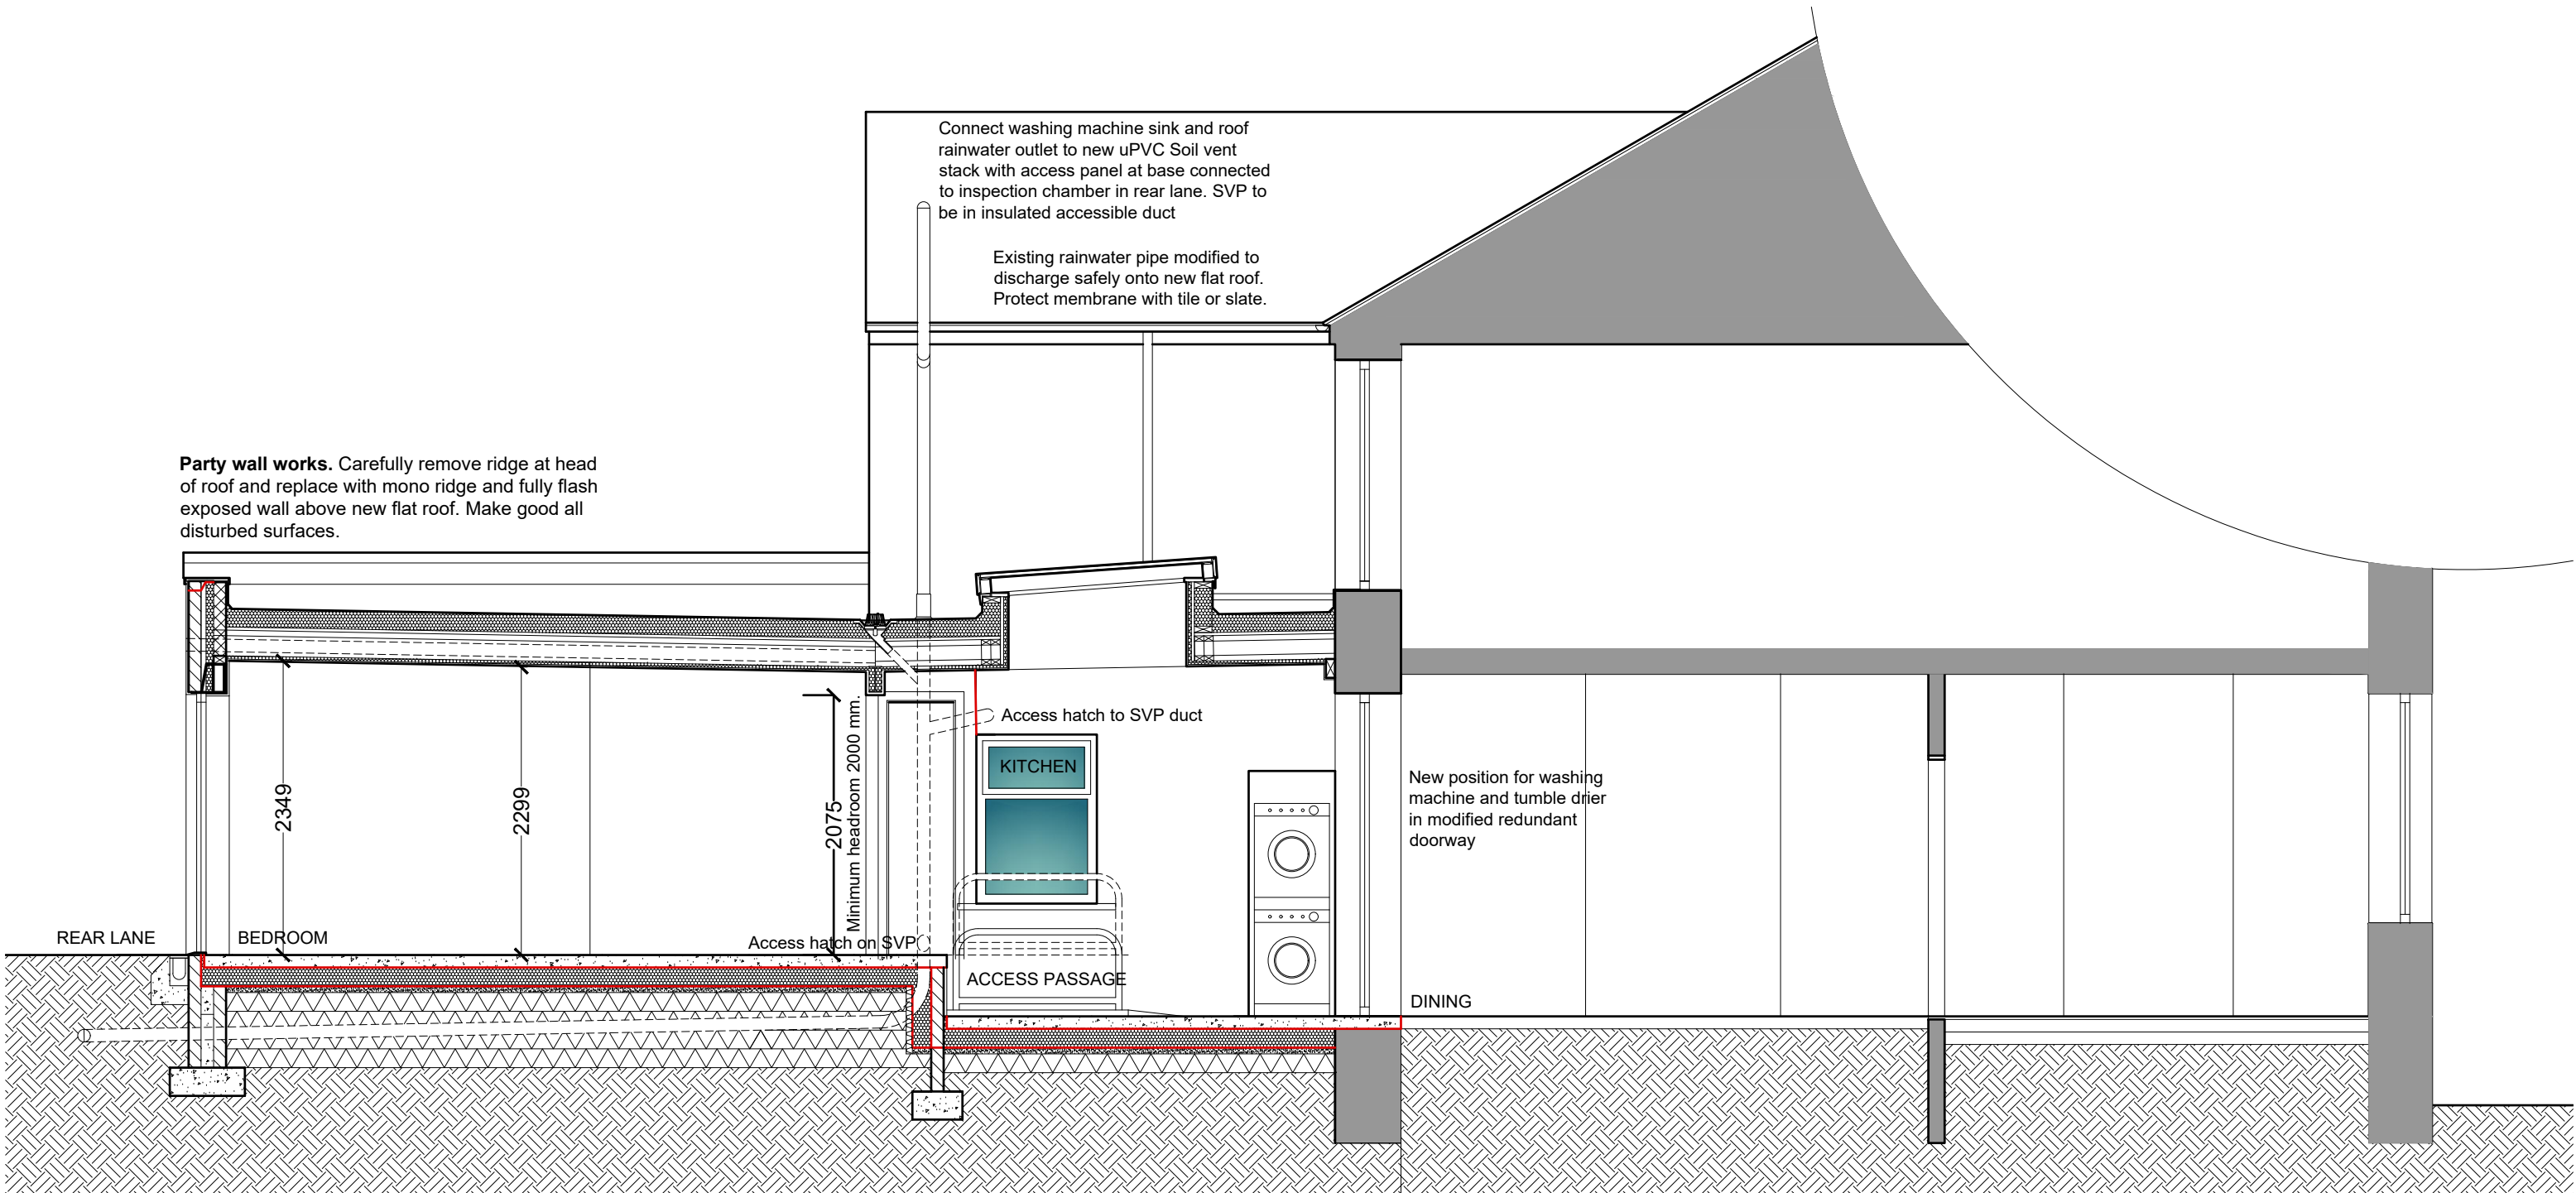 Connect washing machine sink and roof
rainwater outlet to new uPVC Soil vent
stack with access panel at base connected
to inspection chamber in rear lane. SVP to
be in insulated accessible duct
Existing rainwater pipe modified to
discharge safely onto new flat roof.
Protect membrane with tile or slate.
Party wall works. Carefully remove ridge at head
of roof and replace with mono ridge and fully flash
exposed wall above new flat roof. Make good all
disturbed surfaces.
Access hatch to SVP duct
KITCHEN
New position for washing
machine and tumble drier
in modified redundant
doorway
2349
2299
2075
Minimum headroom 2000 mm.
REAR LANE
BEDROOM
Access hatch on SVP
ACCESS PASSAGE
DINING